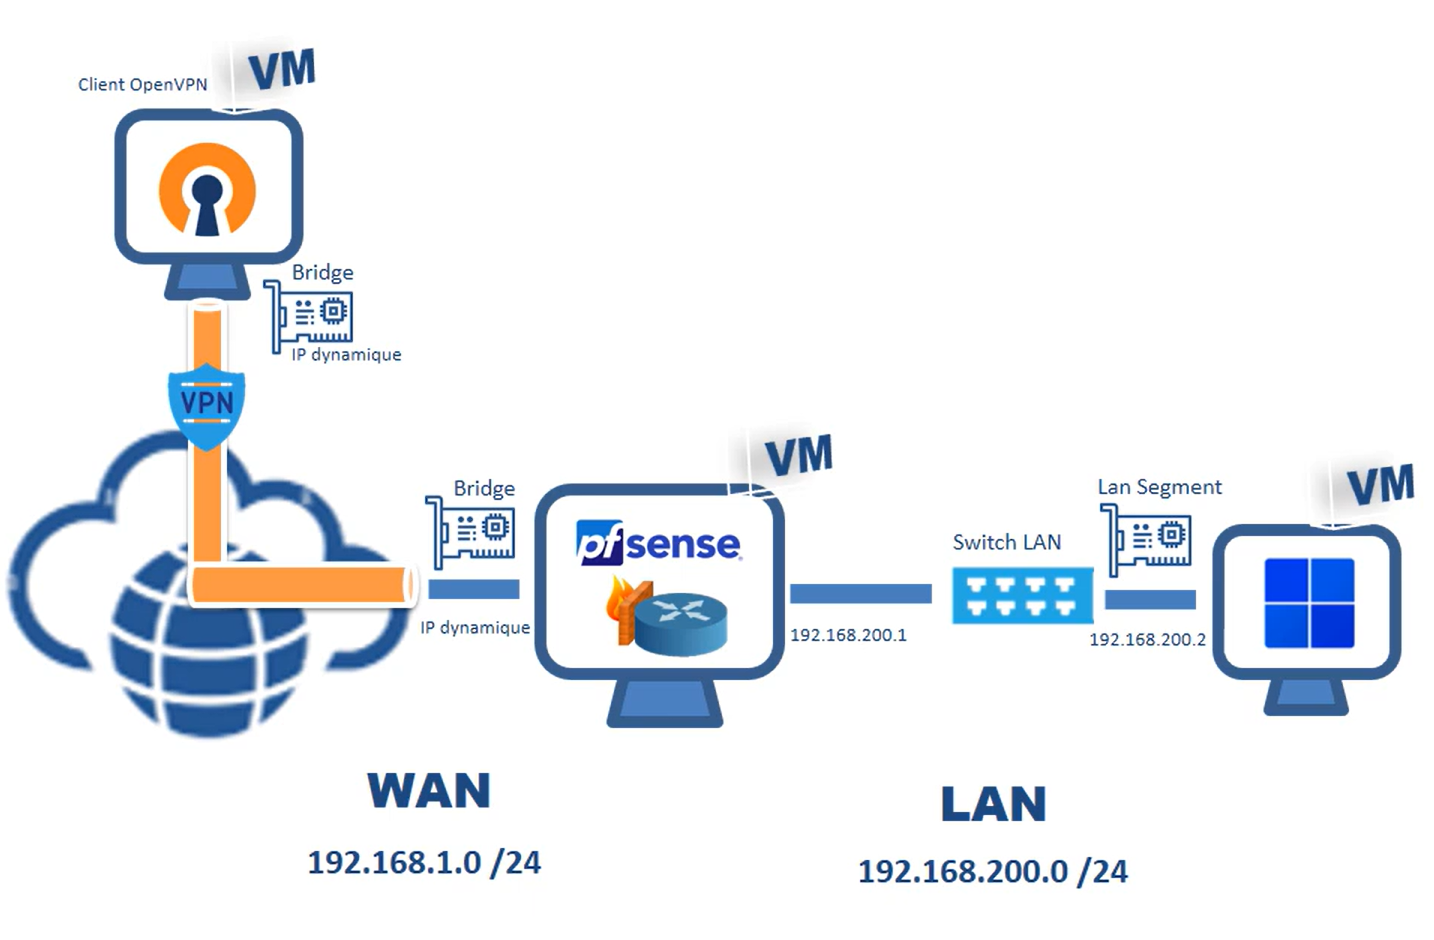 Client OpenVPN
VM
Bridge
IP dynamique
VPN
Bridge
IP dynamique
VM
pfsense
192.168.200.1
Switch LAN
Lan Segment
192.168.200.2
VM
WAN
192.168.1.0 /24
LAN
192.168.200.0 /24